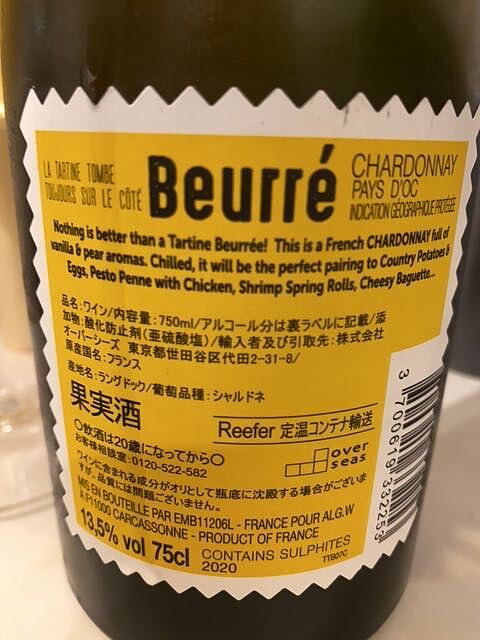 LA TARTINE TOMBE
TOUJOURS SUR LE CÔTÉ
Beurré
CHARDONNAY
PAYS D'OC
INDICATION GÉOGRAPHIQUE PROTÉGÉE
Nothing is better than a Tartine Beurrée! This is a French CHARDONNAY full of
vanilla & pear aromas. Chilled, it will be the perfect pairing to Country Potatoes &
Eggs, Pesto Penne with Chicken, Shrimp Spring Rolls, Cheesy Baguette...
品名:ワイン/内容量:750ml/アルコール分は裏ラベルに記載/添
加物:酸化防止剤(亜硫酸塩)/輸入者及び引取先:株式会社
オーバーシーズ 東京都世田谷区代田2-31-8/
原産国名:フランス
産地名:ラングドック/葡萄品種:シャルドネ
果実酒
Reefer 定温コンテナ輸送
〇飲酒は20歳になってから〇
お客様相談室:0120-522-582
over
seas
ワインに含まれる成分がオリとして瓶底に沈殿する場合がございま
すが、品質には問題ございません。
MIS EN BOUTEILLE PAR EMB11206L - FRANCE POUR ALG.W
A F11000 CARCASSONNE - PRODUCT OF FRANCE
13,5% vol 75cl
CONTAINS SULPHITES
2020
TTB07C
3 700619 332253